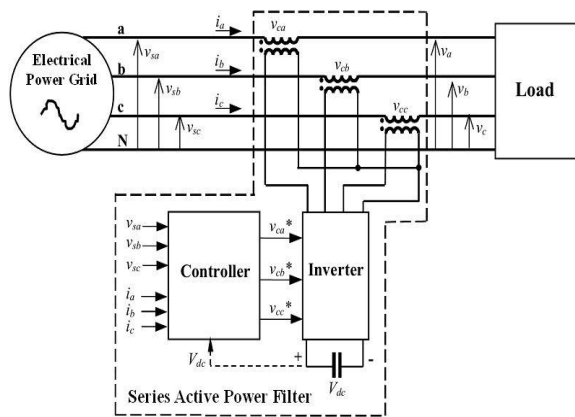 a
i_a
v_ca
Electrical
Power Grid
v_sa
b
i_b
v_cb
v_a
v_sb
v_b
Load
c
i_c
v_cc
v_sc
v_c
N
v_sa
v_sb
v_sc
i_a
i_b
i_c
Controller
v_ca*
v_cb*
v_cc*
Inverter
V_dc
+
-
V_dc
Series Active Power Filter